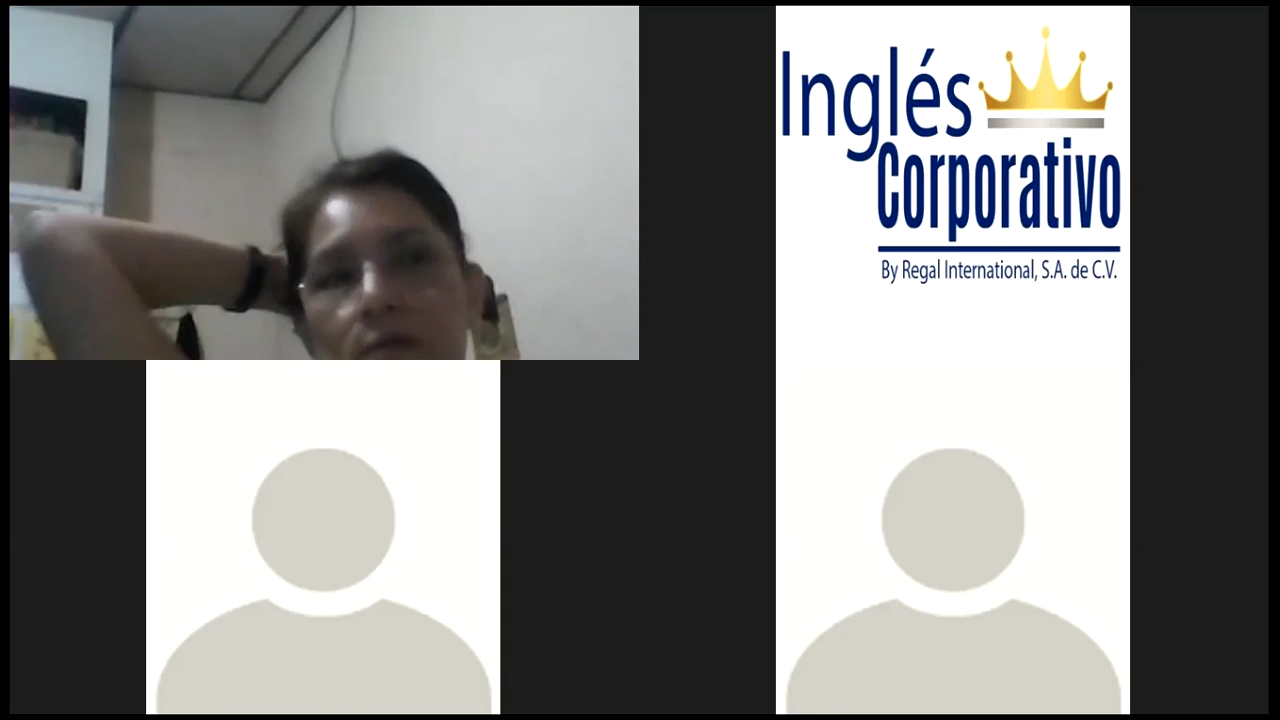 Inglés
Corporativo
By Regal International, S.A. de C.V.